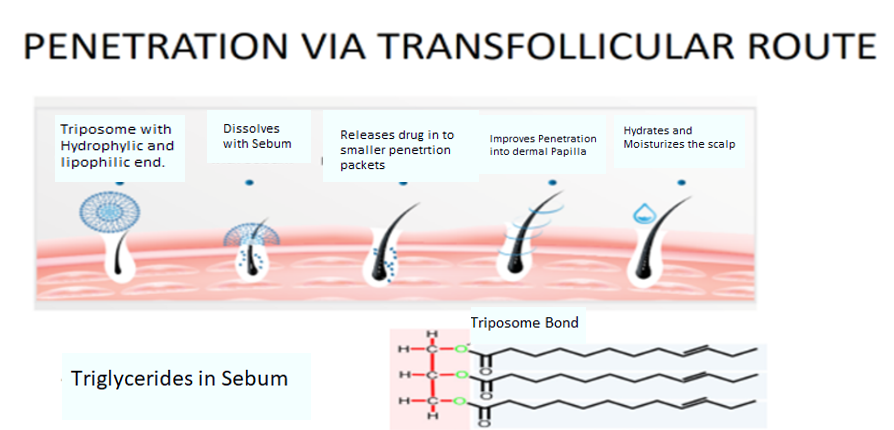 PENETRATION VIA TRANSFOLLICULAR ROUTE
Triposome with
Hydrophylic and
lipophilic end.
Dissolves
with Sebum
Releases drug in to
smaller penetrtion
packets
Improves Penetration
into dermal Papilla
Hydrates and
Moisturizes the scalp
Triposome Bond
Triglycerides in Sebum
H
H—C—O
O
H—C—O
O
H—C—O
H
O